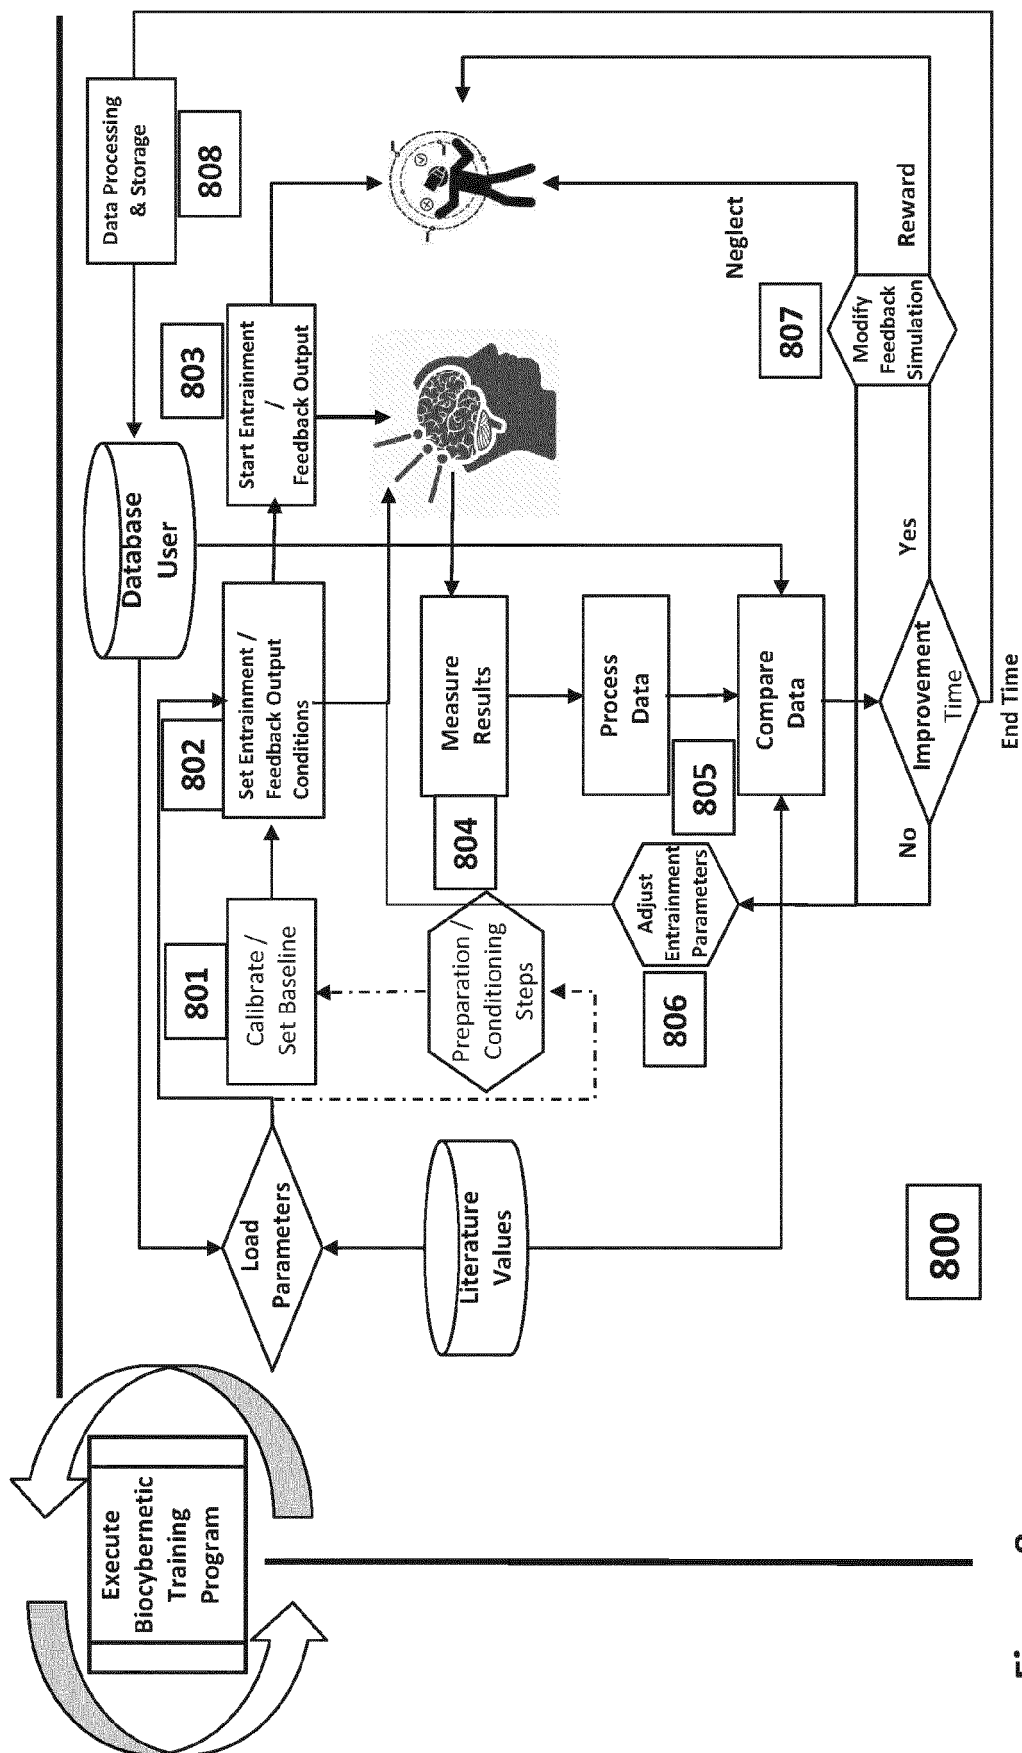 Execute
Biocybernetic
Training
Program
Load
Parameters
Literature
Values
801
Calibrate /
Set Baseline
Preparation /
Conditioning
Steps
802
Set Entrainment /
Feedback Output
Conditions
Database
User
803
Start Entrainment
/
Feedback Output
Data Processing
& Storage
808
804
Measure
Results
Process
Data
805
Compare
Data
806
Adjust
Entrainment
Parameters
No
Improvement
Time
Yes
End Time
807
Modify
Feedback
Simulation
Neglect
Reward
800